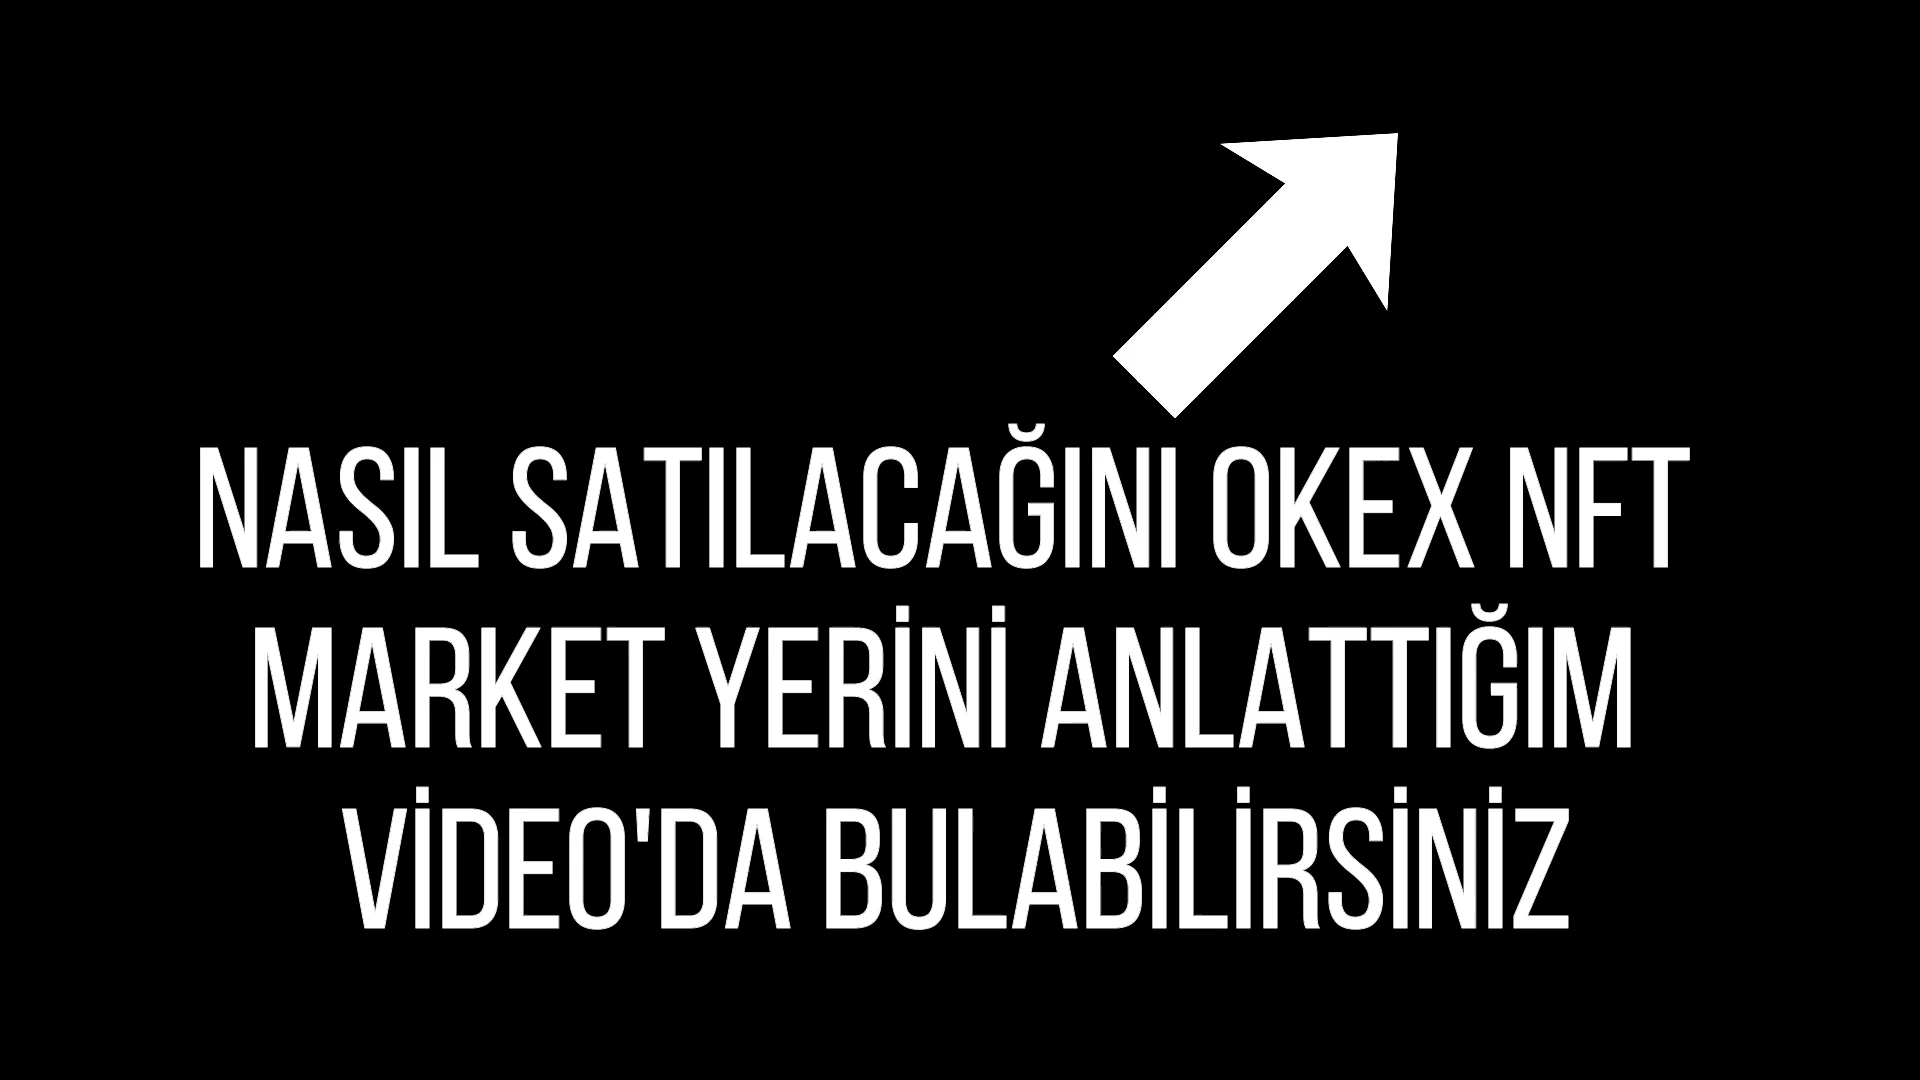 NASIL SATILACAĞINI OKEX NFT
MARKET YERİNİ ANLATTIĞIM
VİDEO'DA BULABİLİRSİNİZ